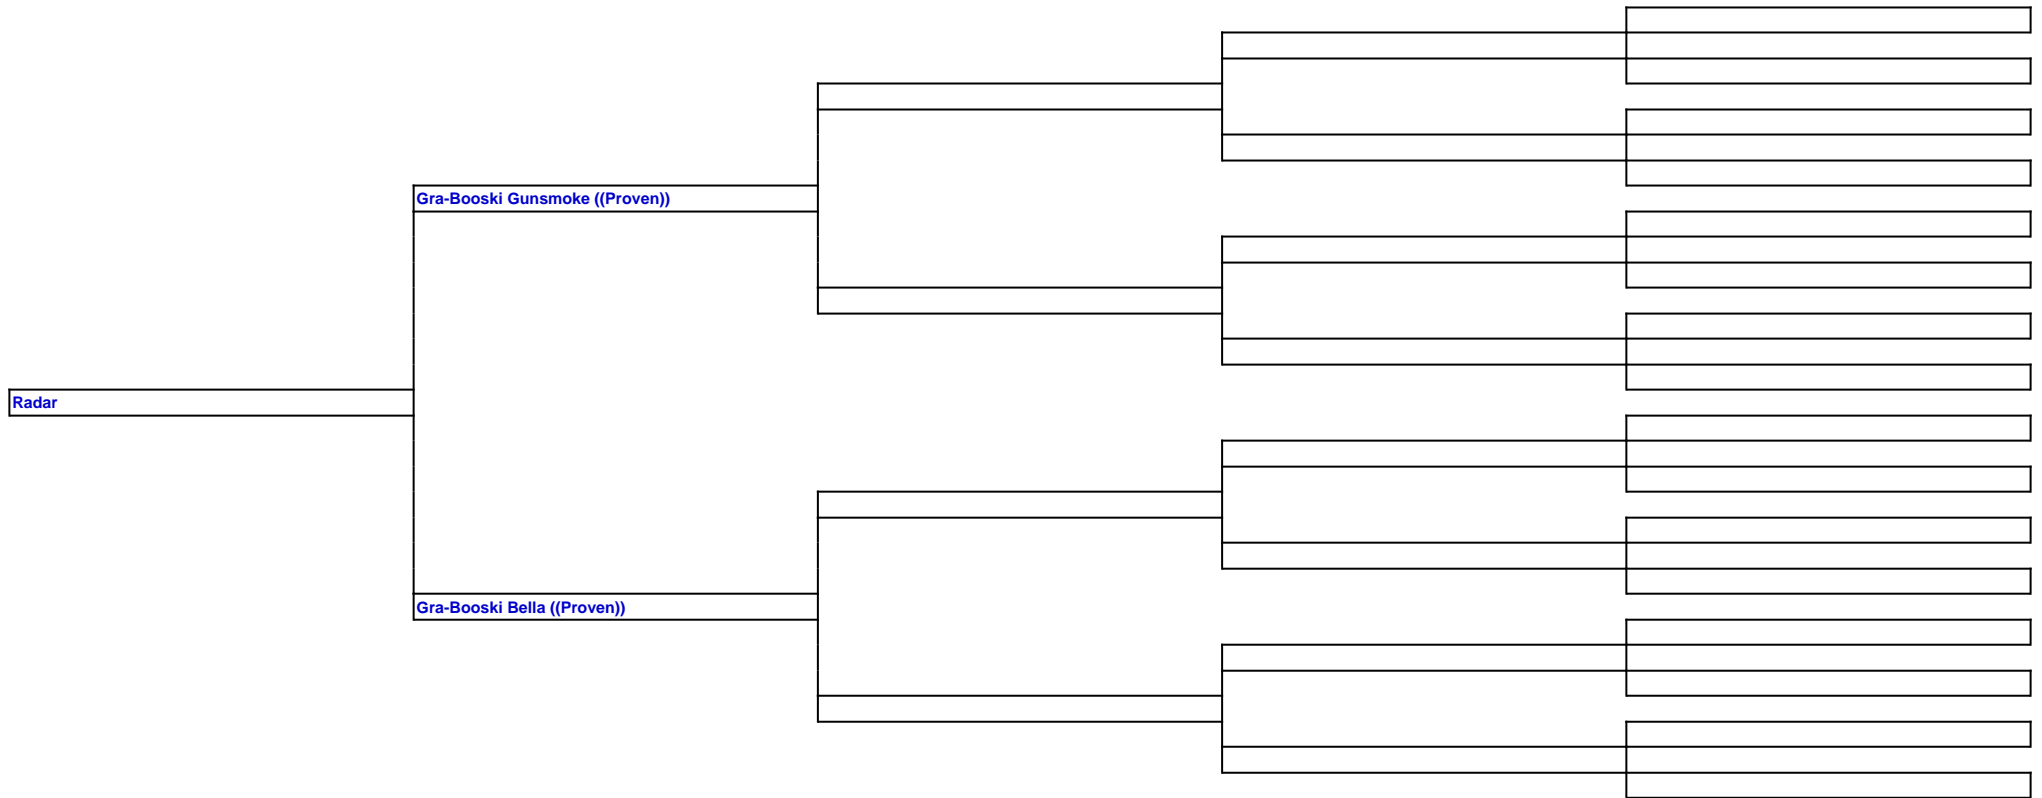 Gra-Booski Gunsmoke ((Proven))
Radar
Gra-Booski Bella ((Proven))